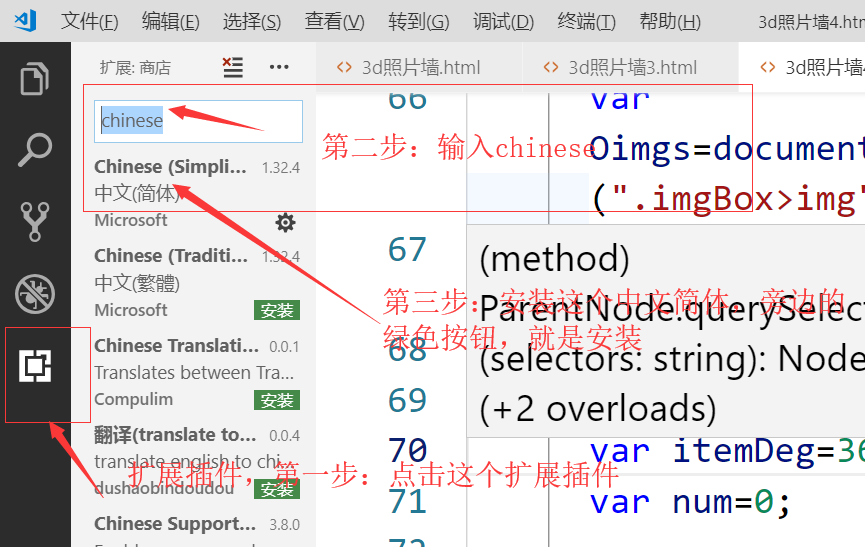 文件(F) 编辑(E) 选择(S) 查看(V) 转到(G) 调试(D) 终端(T) 帮助(H) 3d照片墙4.htm
扩展: 商店
3d照片墙.html 3d照片墙3.html 3d照片墙
chinese
Chinese (Simpli... 1.32.4
中文(简体)
Microsoft
Chinese (Traditi... 1.32.4
中文(繁體)
Microsoft 安装
Chinese Translati... 0.0.1
Translates between Tra...
Compulim 安装
翻译(translate to... 0.0.4
translate english to chi
dushaobindoudou 安装
Chinese Support... 3.8.0
66 var
Oimgs=document
(".imgBox>img"
67
(method)
ParentNode.querySelect
68
(selectors: string): Node
69
(+2 overloads)
70 var itemDeg=36
71 var num=0;
第二步：输入chinese
第三步：安装这个中文简体，旁边的
绿色按钮，就是安装
扩展插件，第一步：点击这个扩展插件